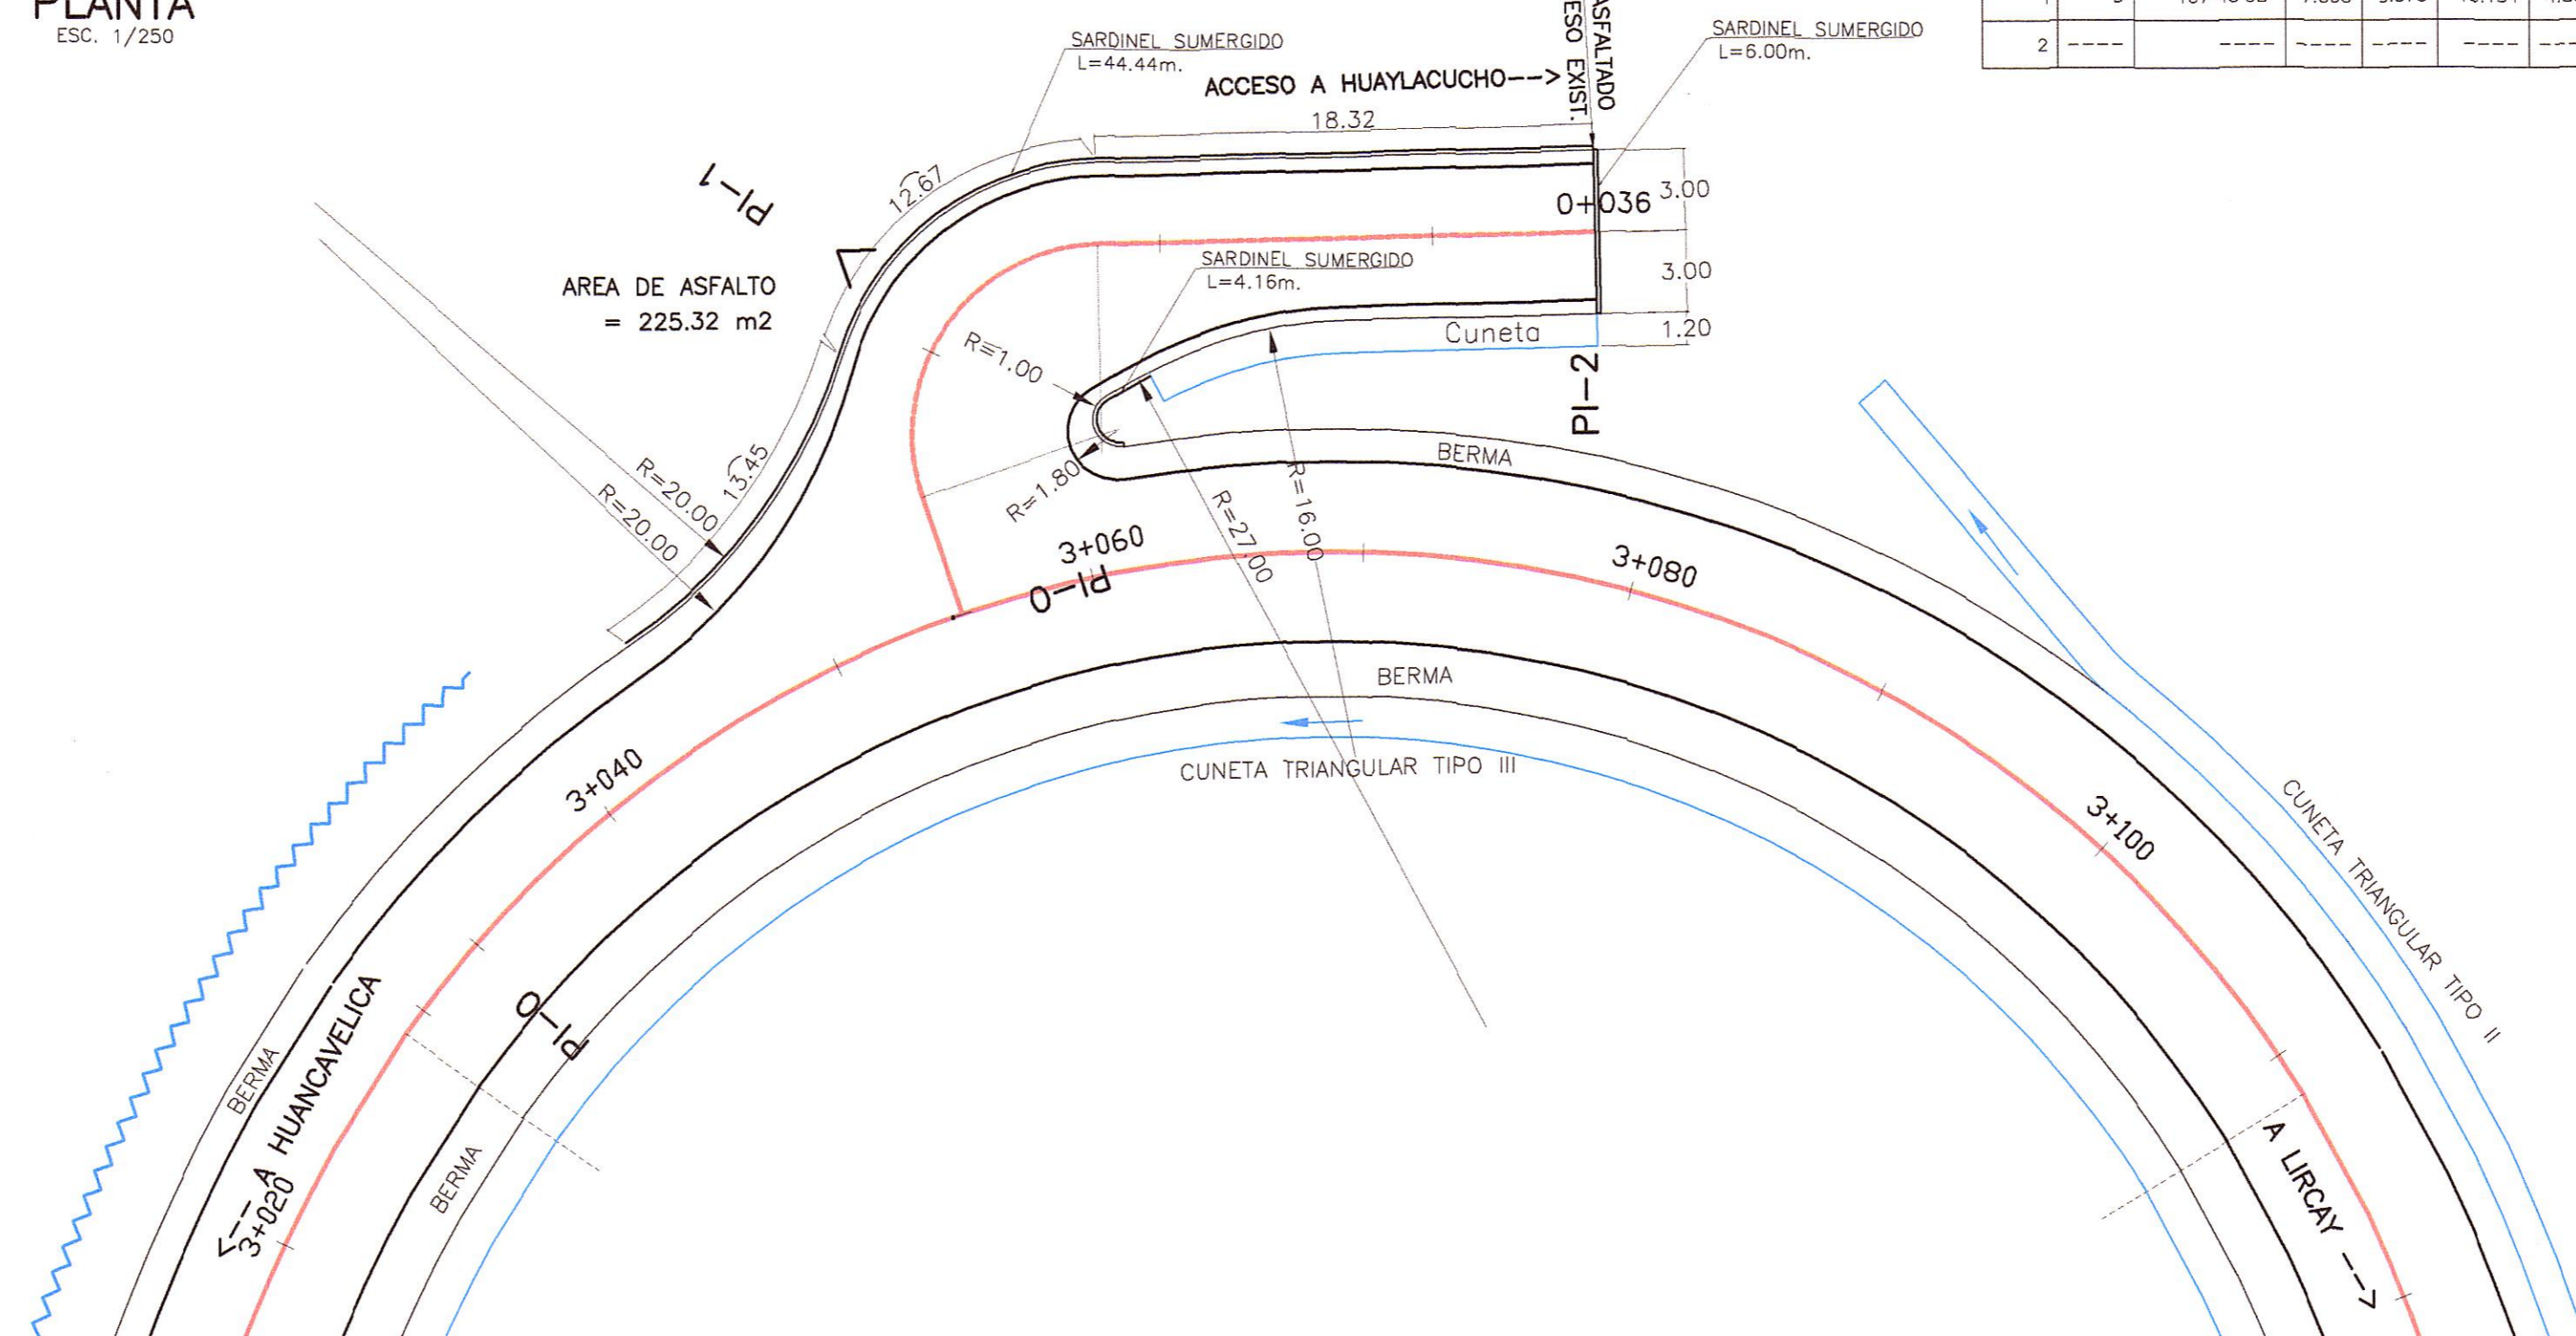 PLANTA
ESC. 1/250
SARDINEL SUMERGIDO
L=44.44m.
ACCESO A HUAYLACUCHO-->
ESO EXIST.
ASFALTADO
SARDINEL SUMERGIDO
L=6.00m.
2 ---- ---- ---- ---- ---- ---
18.32
12.67
PI-1
0+036
3.00
3.00
1.20
AREA DE ASFALTO
= 225.32 m2
SARDINEL SUMERGIDO
L=4.16m.
Cuneta
R=1.00
PI-2
BERMA
13.45
R=20.00
R=20.00
R=1.80
R=27.00
R=16.00
3+060
PI-0
3+080
BERMA
CUNETA TRIANGULAR TIPO III
3+040
3+100
CUNETA TRIANGULAR TIPO II
PI-0
BERMA
<--- A HUANCAVELICA
3+020
BERMA
A LIRCAY --->